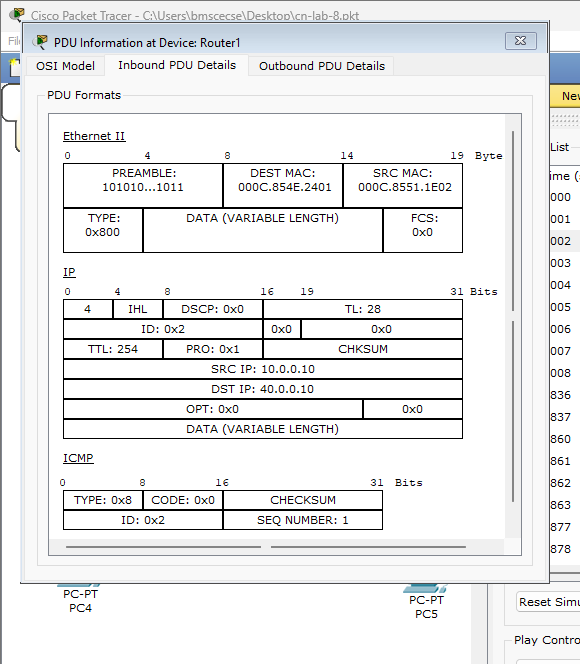 Cisco Packet Tracer - C:\Users\bmscecse\Desktop\cn-lab-8.pkt
PDU Information at Device: Router1
OSI Model Inbound PDU Details Outbound PDU Details
PDU Formats
Ethernet II
0 4 8 14 19 Byte
PREAMBLE: DEST MAC: SRC MAC:
101010...1011 000C.854E.2401 000C.8551.1E02
TYPE: DATA (VARIABLE LENGTH) FCS:
0x800 0x0
IP
0 4 8 16 19 31 Bits
4 IHL DSCP: 0x0 TL: 28
ID: 0x2 0x0 0x0
TTL: 254 PRO: 0x1 CHKSUM
SRC IP: 10.0.0.10
DST IP: 40.0.0.10
OPT: 0x0 0x0
DATA (VARIABLE LENGTH)
ICMP
0 8 16 31 Bits
TYPE: 0x8 CODE: 0x0 CHECKSUM
ID: 0x2 SEQ NUMBER: 1
New
List
ime (
000
001
002
003
004
005
006
007
008
836
837
861
862
863
877
878
PC-PT
PC4
PC-PT
PC5
Reset Simu
Play Contro